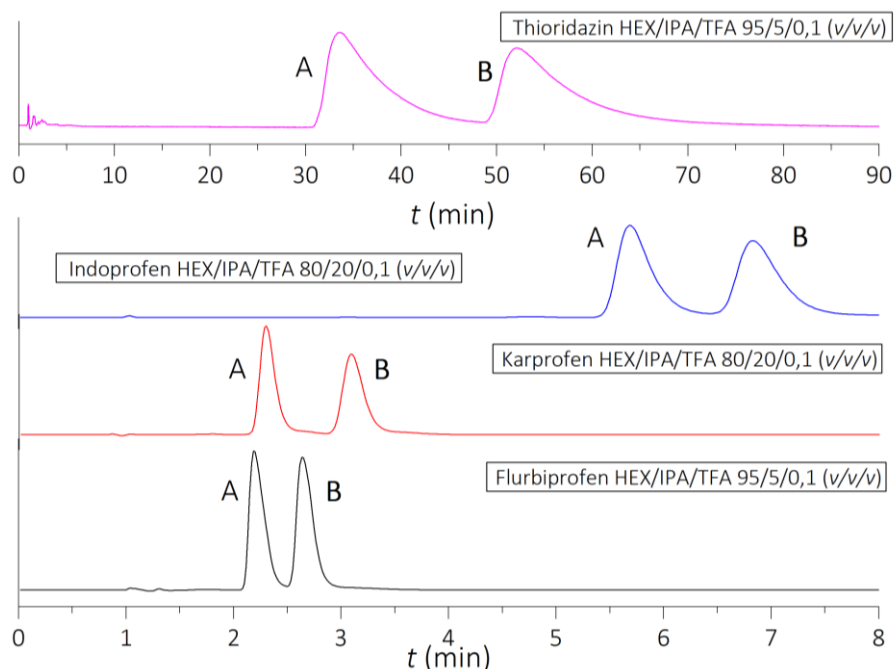 Thioridazin HEX/IPA/TFA 95/5/0,1 (v/v/v)
A
B
0 10 20 30 40 50 60 70 80 90
t (min)
A
B
Indoprofen HEX/IPA/TFA 80/20/0,1 (v/v/v)
A
B
Karprofen HEX/IPA/TFA 80/20/0,1 (v/v/v)
A
B
Flurbiprofen HEX/IPA/TFA 95/5/0,1 (v/v/v)
0 1 2 3 4 5 6 7 8
t (min)